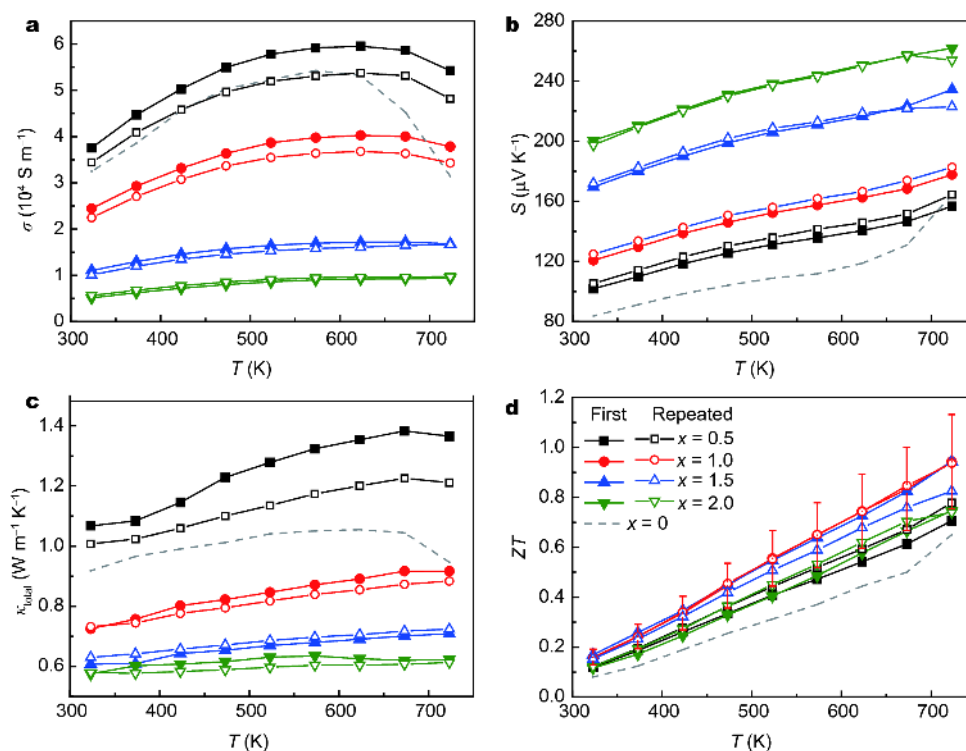 a
6
5
4
3
2
1
0
σ (10⁴ S m⁻¹)
300 400 500 600 700
T (K)
b
280
240
200
160
120
80
S (μV K⁻¹)
300 400 500 600 700
T (K)
c
1.4
1.2
1.0
0.8
0.6
κtotal (W m⁻¹ K⁻¹)
300 400 500 600 700
T (K)
d
1.2
1.0
0.8
0.6
0.4
0.2
0.0
ZT
First Repeated
x = 0.5
x = 1.0
x = 1.5
x = 2.0
x = 0
300 400 500 600 700
T (K)